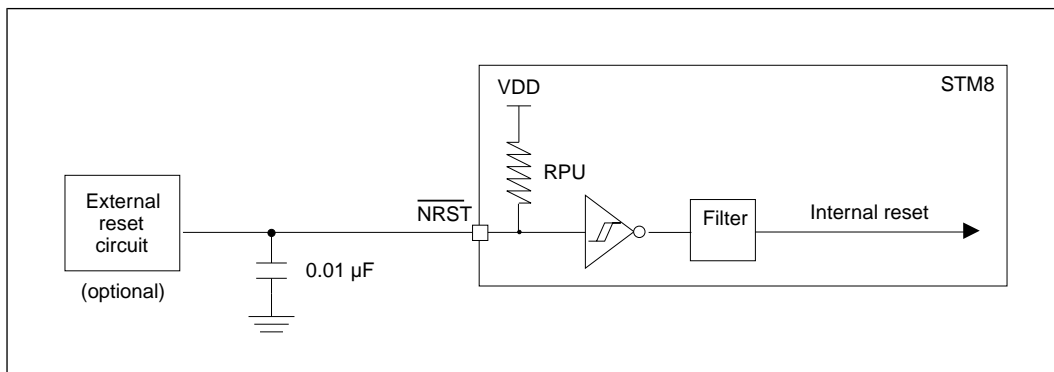 STM8
VDD
RPU
External
reset
circuit
(optional)
0.01 µF
NRST
Filter
Internal reset